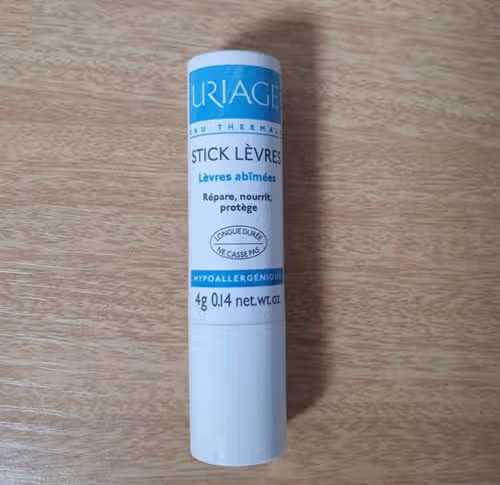 URIAGE
EAU THERMALE
STICK LÈVRES
Lèvres abîmées
Répare, nourrit,
protège
LONGUE DURÉE
NE CASSE PAS
HYPOALLERGÉNIQUE
4g 0.14 net.wt.oz.